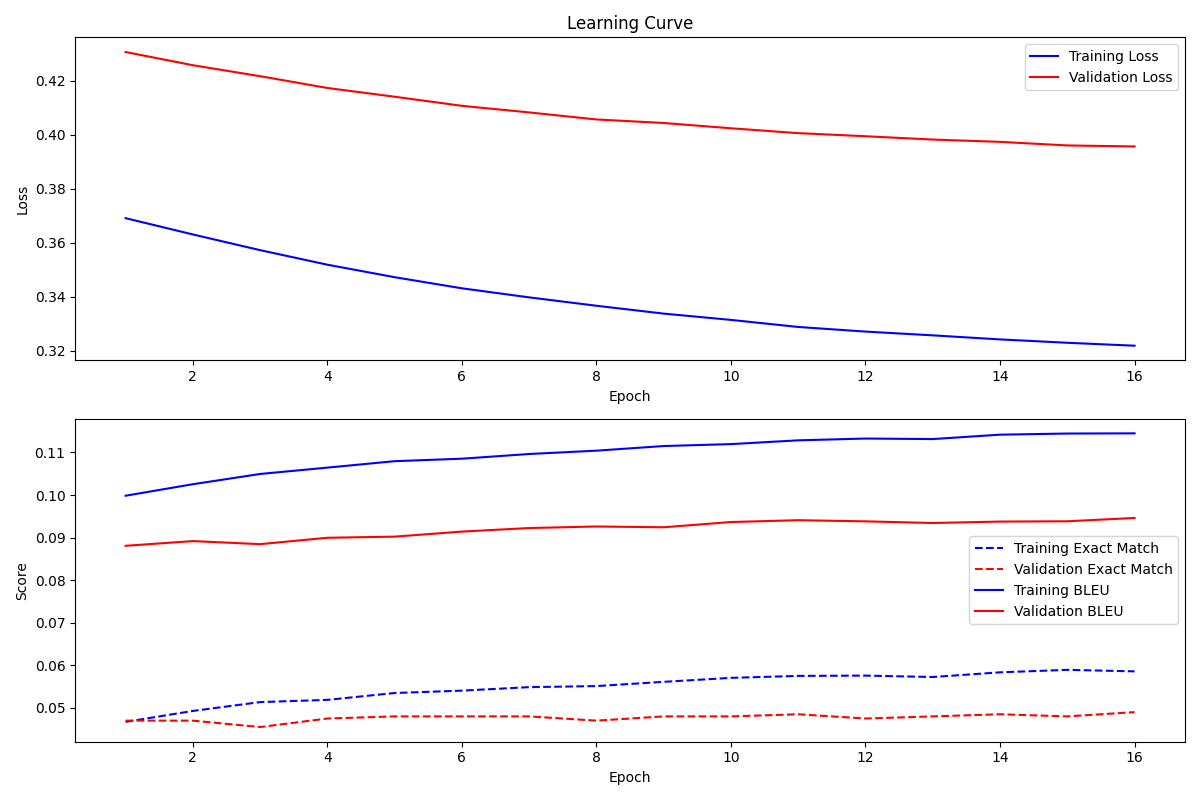 Learning Curve
Training Loss
Validation Loss
0.42
0.40
0.38
0.36
0.34
0.32
Loss
2 4 6 8 10 12 14 16
Epoch
0.11
0.10
0.09
0.08
0.07
0.06
0.05
Score
Training Exact Match
Validation Exact Match
Training BLEU
Validation BLEU
2 4 6 8 10 12 14 16
Epoch